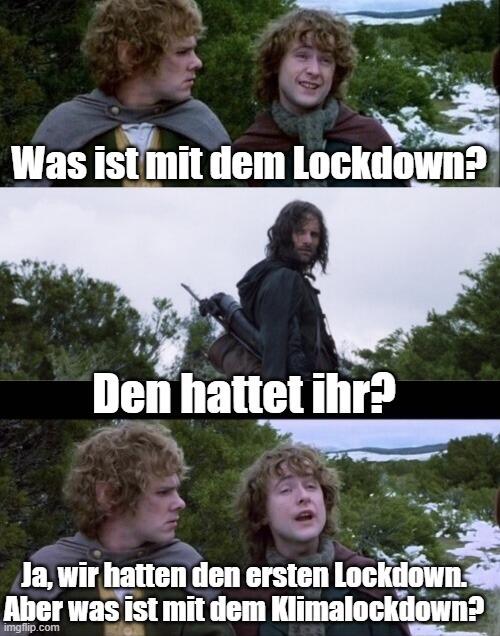 Was ist mit dem Lockdown?
Den hattet ihr?
Ja, wir hatten den ersten Lockdown.
Aber was ist mit dem Klimalockdown?
imgflip.com